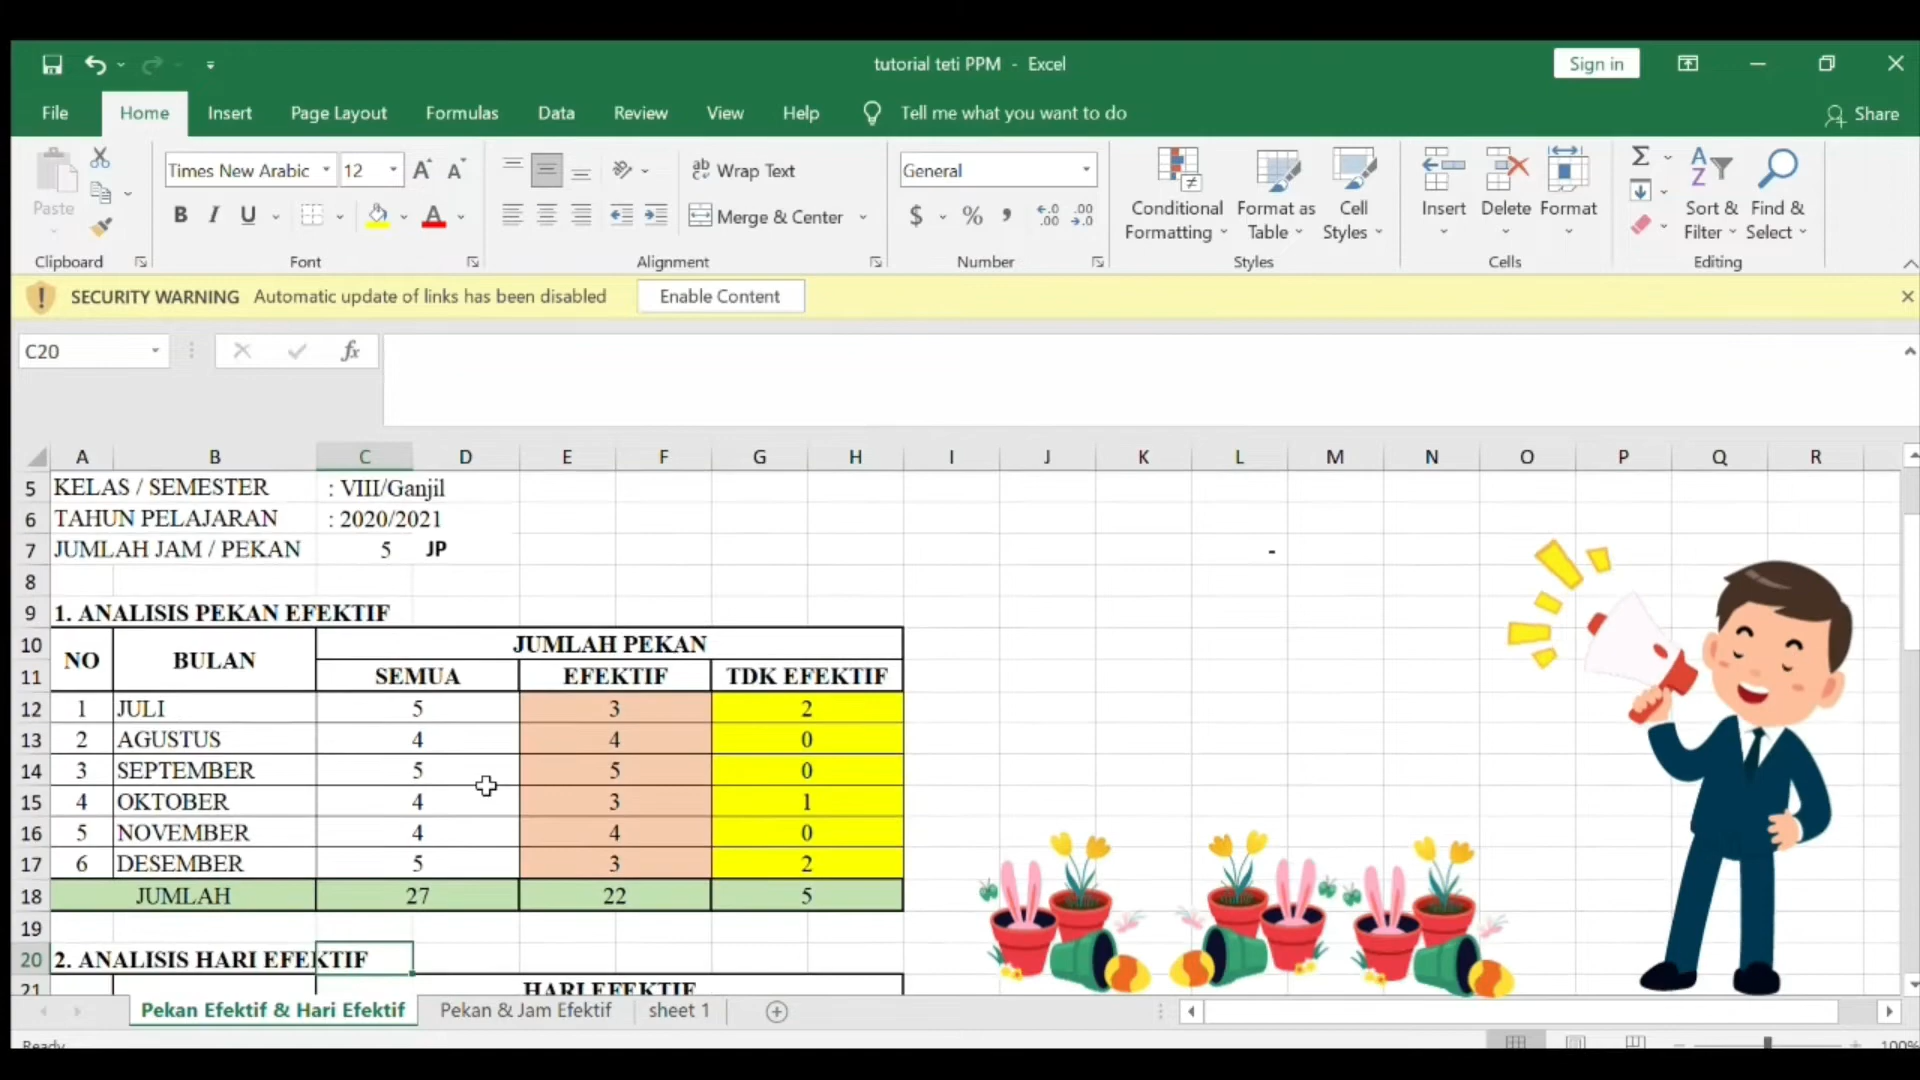 tutorial teti PPM - Excel
Sign in
File Home Insert Page Layout Formulas Data Review View Help Tell me what you want to do Share
Times New Arabic 12
Wrap Text
General
Paste
Merge & Center
Conditional Formatting
Format as Table
Cell Styles
Insert Delete Format
Sort & Filter
Find & Select
Clipboard Font Alignment Number Styles Cells Editing
SECURITY WARNING Automatic update of links has been disabled Enable Content
C20 fx
A B C D E F G H I J K L M N O P Q R
5 KELAS / SEMESTER : VIII/Ganjil
6 TAHUN PELAJARAN : 2020/2021
7 JUMLAH JAM / PEKAN 5 JP -
8
9 1. ANALISIS PEKAN EFEKTIF
10 NO BULAN JUMLAH PEKAN
11 SEMUA EFEKTIF TDK EFEKTIF
12 1 JULI 5 3 2
13 2 AGUSTUS 4 4 0
14 3 SEPTEMBER 5 5 0
15 4 OKTOBER 4 3 1
16 5 NOVEMBER 4 4 0
17 6 DESEMBER 5 3 2
18 JUMLAH 27 22 5
19
20 2. ANALISIS HARI EFEKTIF
21 HARI EFEKTIF
Pekan Efektif & Hari Efektif Pekan & Jam Efektif sheet 1
Ready 100%